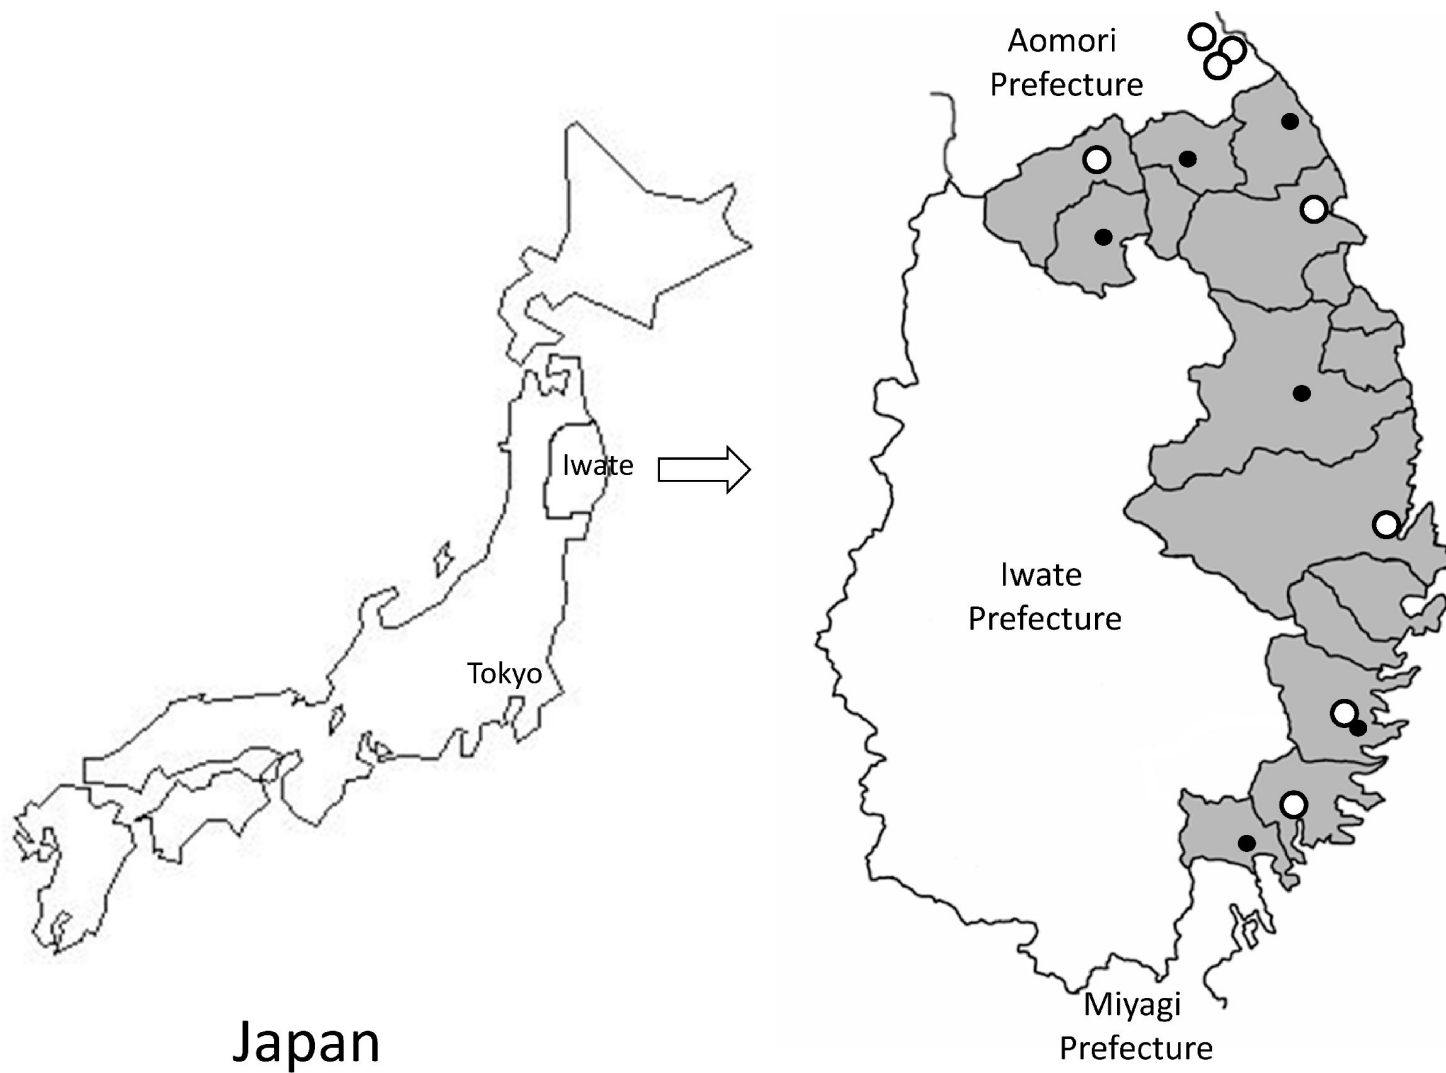 Iwate
Tokyo
Japan
Aomori
Prefecture
Iwate
Prefecture
Miyagi
Prefecture